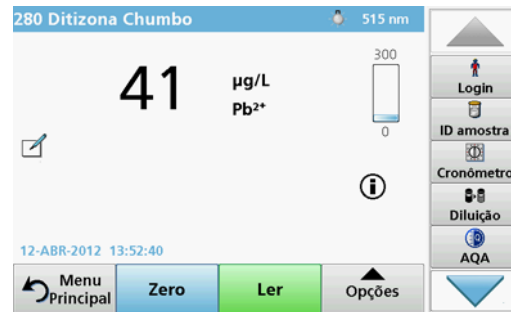 280 Ditizona Chumbo
515 nm
41
µg/L
Pb²⁺
300
0
12-ABR-2012 13:52:40
Menu
Principal
Zero
Ler
Opções
Login
ID amostra
Cronômetro
Diluição
AQA